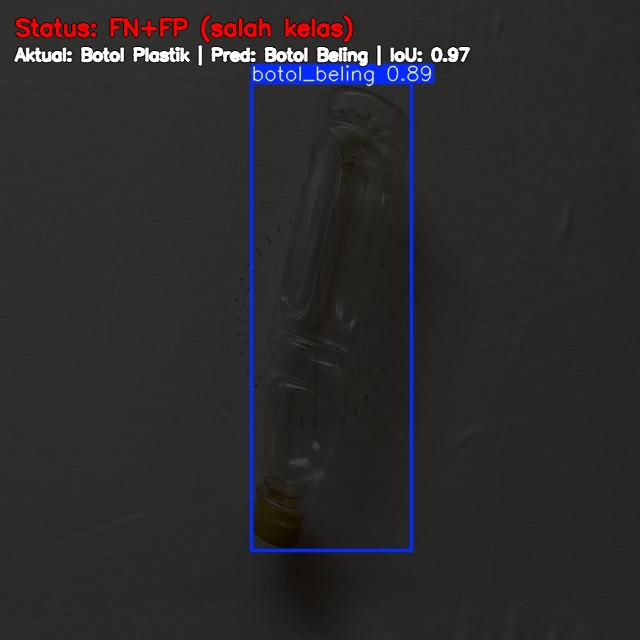 Status: FN+FP (salah kelas)
Aktual: Botol Plastik | Pred: Botol Beling | IoU: 0.97
botol_beling 0.89